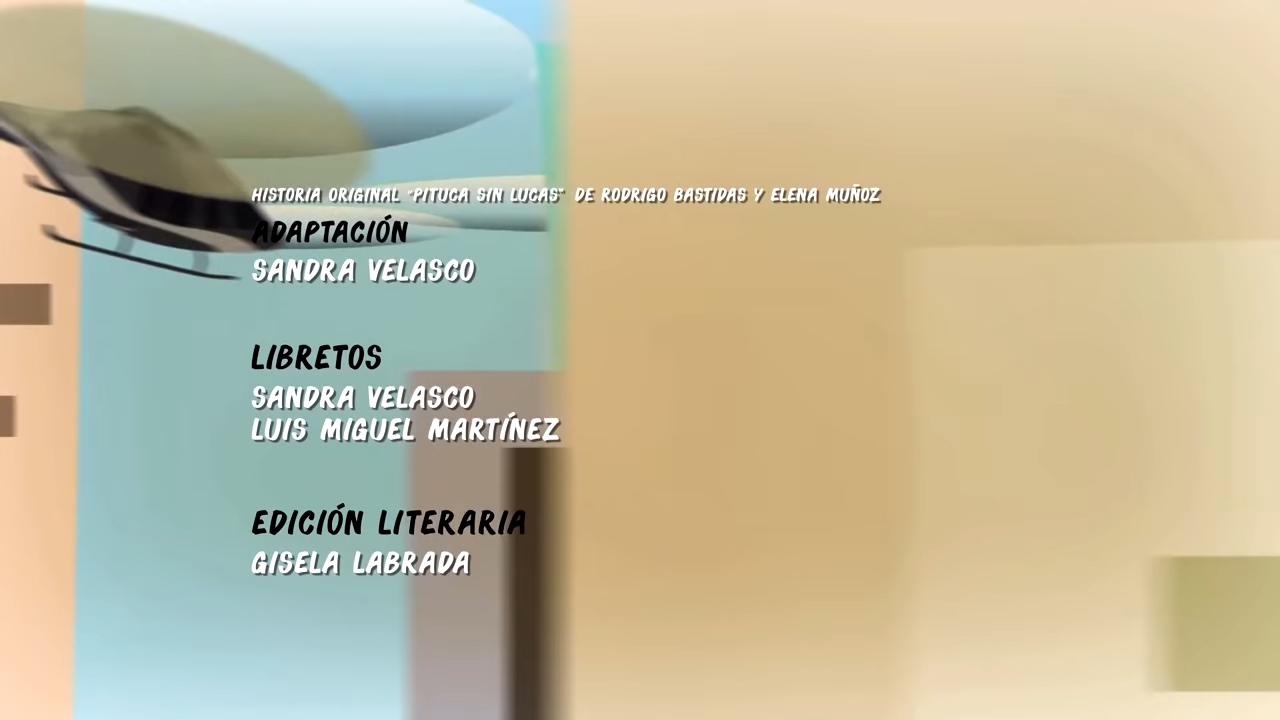 HISTORIA ORIGINAL "PITUCA SIN LUCAS" DE RODRIGO BASTIDAS Y ELENA MUÑOZ
ADAPTACIÓN
SANDRA VELASCO
LIBRETOS
SANDRA VELASCO
LUIS MIGUEL MARTÍNEZ
EDICIÓN LITERARIA
GISELA LABRADA